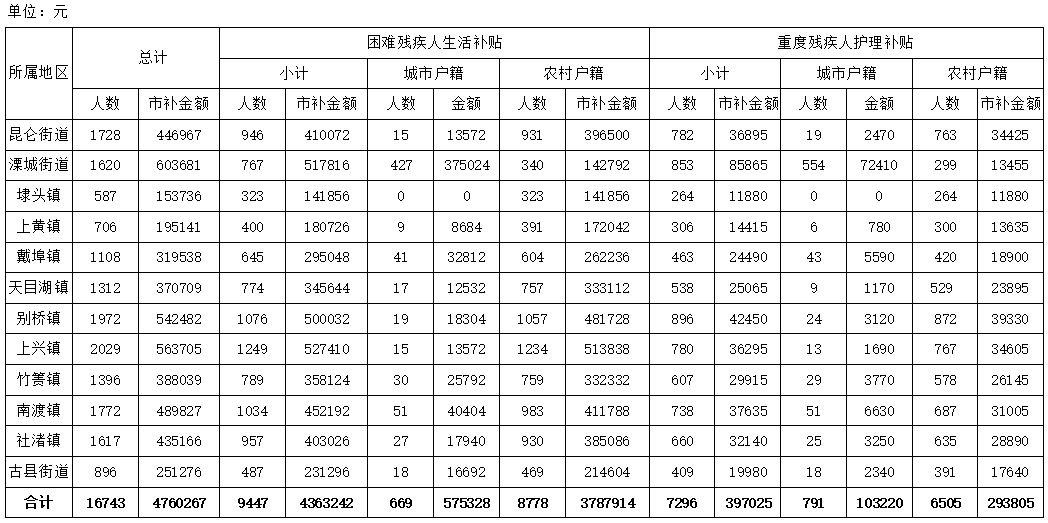 单位：元
所属地区 总计 困难残疾人生活补贴 重度残疾人护理补贴
小计 城市户籍 农村户籍 小计 城市户籍 农村户籍
人数 市补金额 人数 市补金额 人数 金额 人数 市补金额 人数 市补金额 人数 金额 人数 市补金额
昆仑街道 1728 446967 946 410072 15 13572 931 396500 782 36895 19 2470 763 34425
溧城街道 1620 603681 767 517816 427 375024 340 142792 853 85865 554 72410 299 13455
埭头镇 587 153736 323 141856 0 0 323 141856 264 11880 0 0 264 11880
上黄镇 706 195141 400 180726 9 8684 391 172042 306 14415 6 780 300 13635
戴埠镇 1108 319538 645 295048 41 32812 604 262236 463 24490 43 5590 420 18900
天目湖镇 1312 370709 774 345644 17 12532 757 333112 538 25065 9 1170 529 23895
别桥镇 1972 542482 1076 500032 19 18304 1057 481728 896 42450 24 3120 872 39330
上兴镇 2029 563705 1249 527410 15 13572 1234 513838 780 36295 13 1690 767 34605
竹箦镇 1396 388039 789 358124 30 25792 759 332332 607 29915 29 3770 578 26145
南渡镇 1772 489827 1034 452192 51 40404 983 411788 738 37635 51 6630 687 31005
社渚镇 1617 435166 957 403026 27 17940 930 385086 660 32140 25 3250 635 28890
古县街道 896 251276 487 231296 18 16692 469 214604 409 19980 18 2340 391 17640
合计 16743 4760267 9447 4363242 669 575328 8778 3787914 7296 397025 791 103220 6505 293805